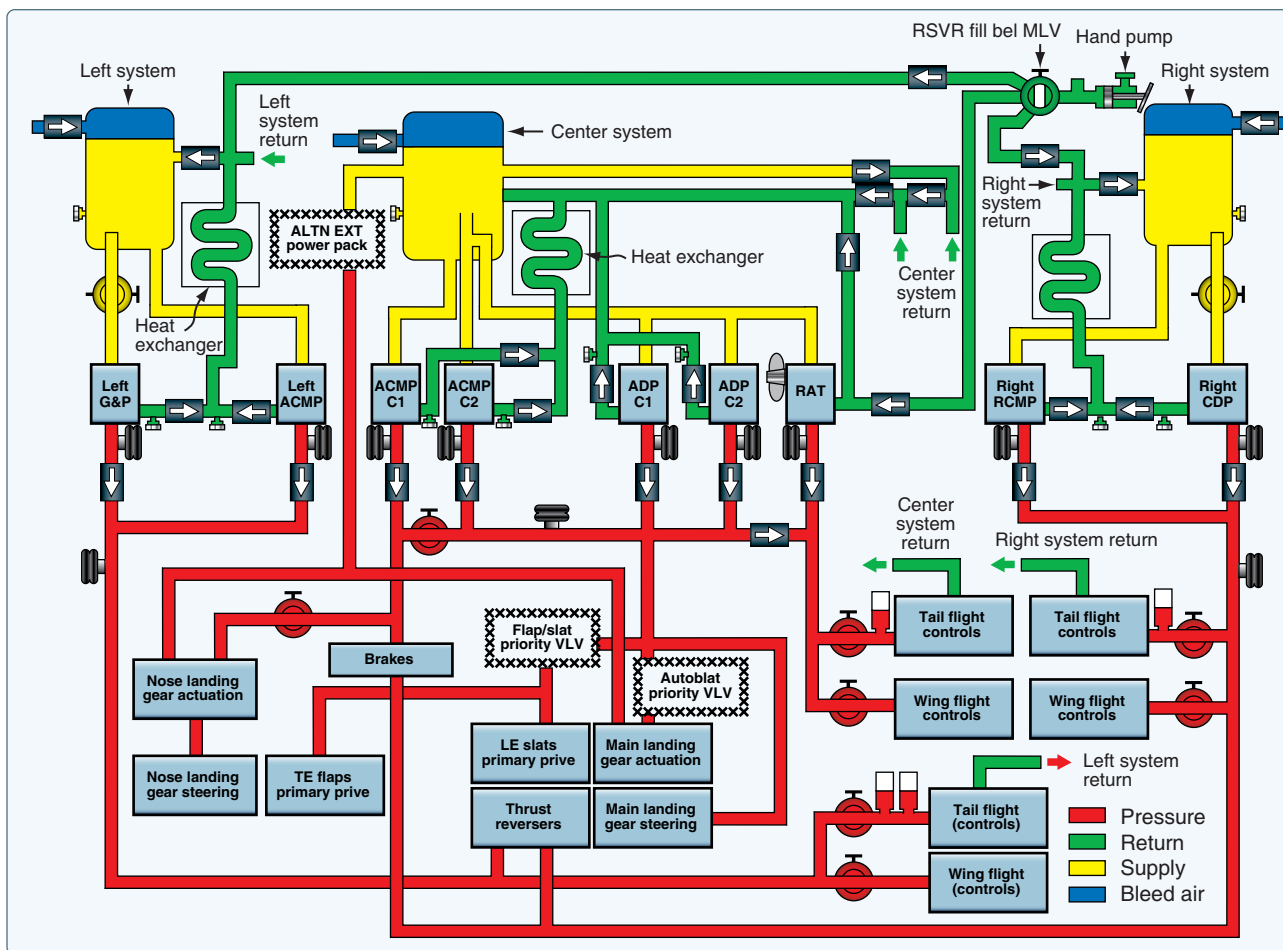 RSVR fill bel MLV
Hand pump
Left system
Right system
Left
system
return
Center system
Right
system
return
ALTN EXT
power pack
Heat exchanger
Center
system
return
Heat
exchanger
Left
G&P
Left
ACMP
ACMP
C1
ACMP
C2
ADP
C1
ADP
C2
RAT
Right
RCMP
Right
CDP
Center
system
return
Right system return
Tail flight
controls
Tail flight
controls
Flap/slat
priority VLV
Brakes
Nose landing
gear actuation
Autoblat
priority VLV
Wing flight
controls
Wing flight
controls
LE slats
primary prive
Main landing
gear actuation
Nose landing
gear steering
TE flaps
primary prive
Left system
return
Thrust
reversers
Main landing
gear steering
Tail flight
(controls)
Wing flight
(controls)
Pressure
Return
Supply
Bleed air